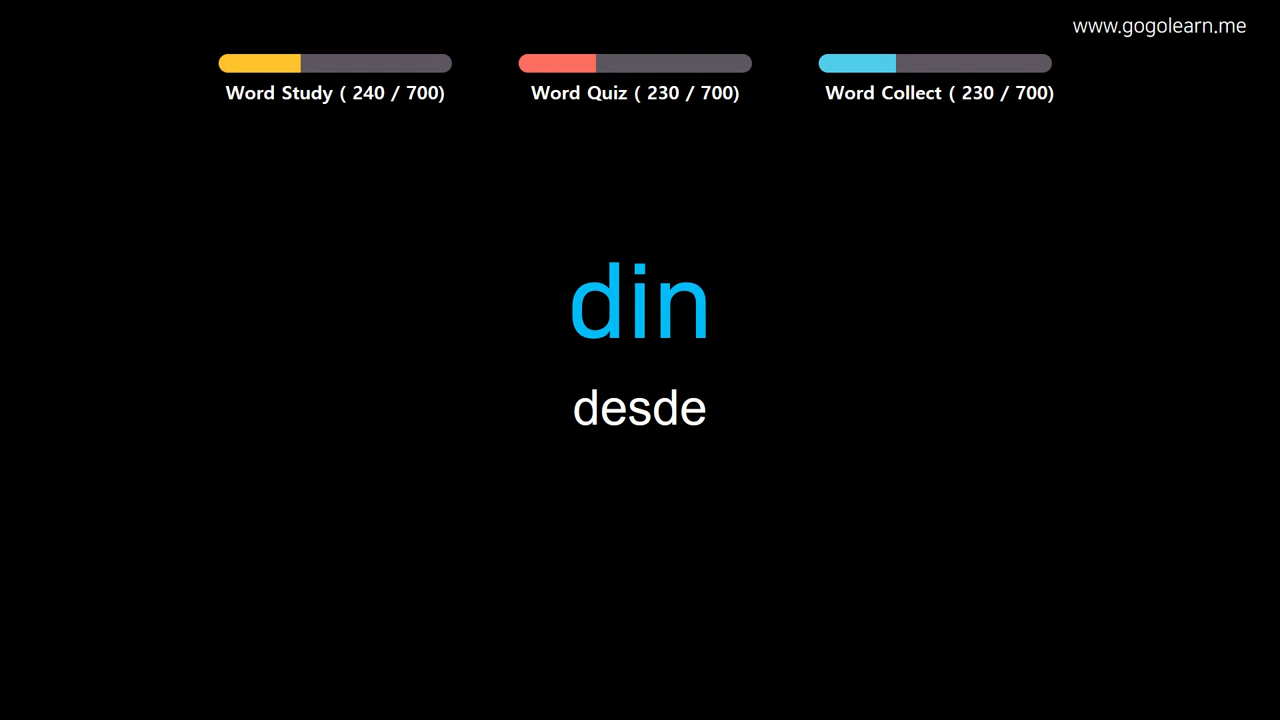 www.gogolearn.me
Word Study ( 240 / 700)
Word Quiz ( 230 / 700)
Word Collect ( 230 / 700)
din
desde